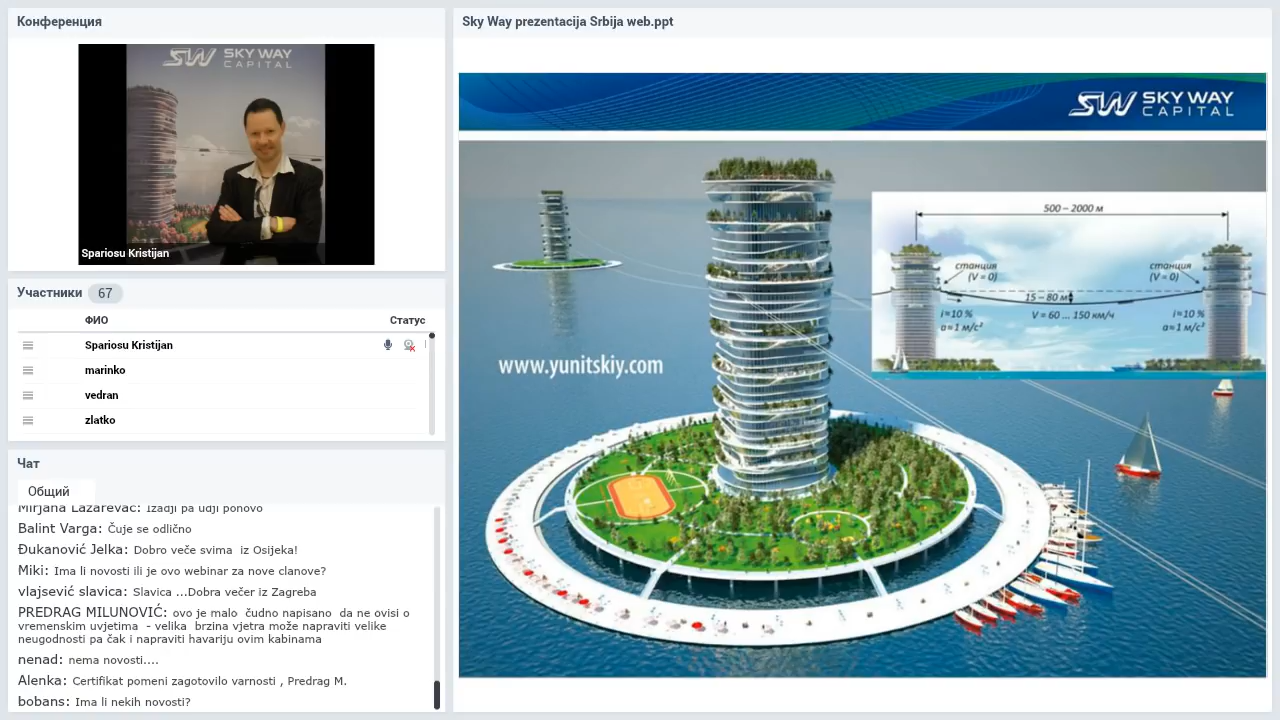 Конференция
SKY WAY
CAPITAL
Spariosu Kristijan
Участники 67
ФИО Статус
Spariosu Kristijan
marinko
vedran
zlatko
Чат
Общий
Mirjana Lazarevac: Izadji pa udji ponovo
Balint Varga: Čuje se odlično
Đukanović Jelka: Dobro veče svima iz Osijeka!
Miki: Ima li novosti ili je ovo webinar za nove clanove?
vlajsević slavica: Slavica ...Dobra večer iz Zagreba
PREDRAG MILUNOVIĆ: ovo je malo čudno napisano da ne ovisi o
vremenskim uvjetima - velika brzina vjetra može napraviti velike
neugodnosti pa čak i napraviti havariju ovim kabinama
nenad: nema novosti....
Alenka: Certifikat pomeni zagotovilo varnosti , Predrag M.
bobans: Ima li nekih novosti?
Sky Way prezentacija Srbija web.ppt
SW SKY WAY
CAPITAL
500 – 2000 м
станция
(V = 0)
станция
(V = 0)
15 – 80 м
i≈10 %
a≈1 м/с²
V = 60 ... 150 км/ч
i≈10 %
a≈1 м/с²
www.yunitskiy.com